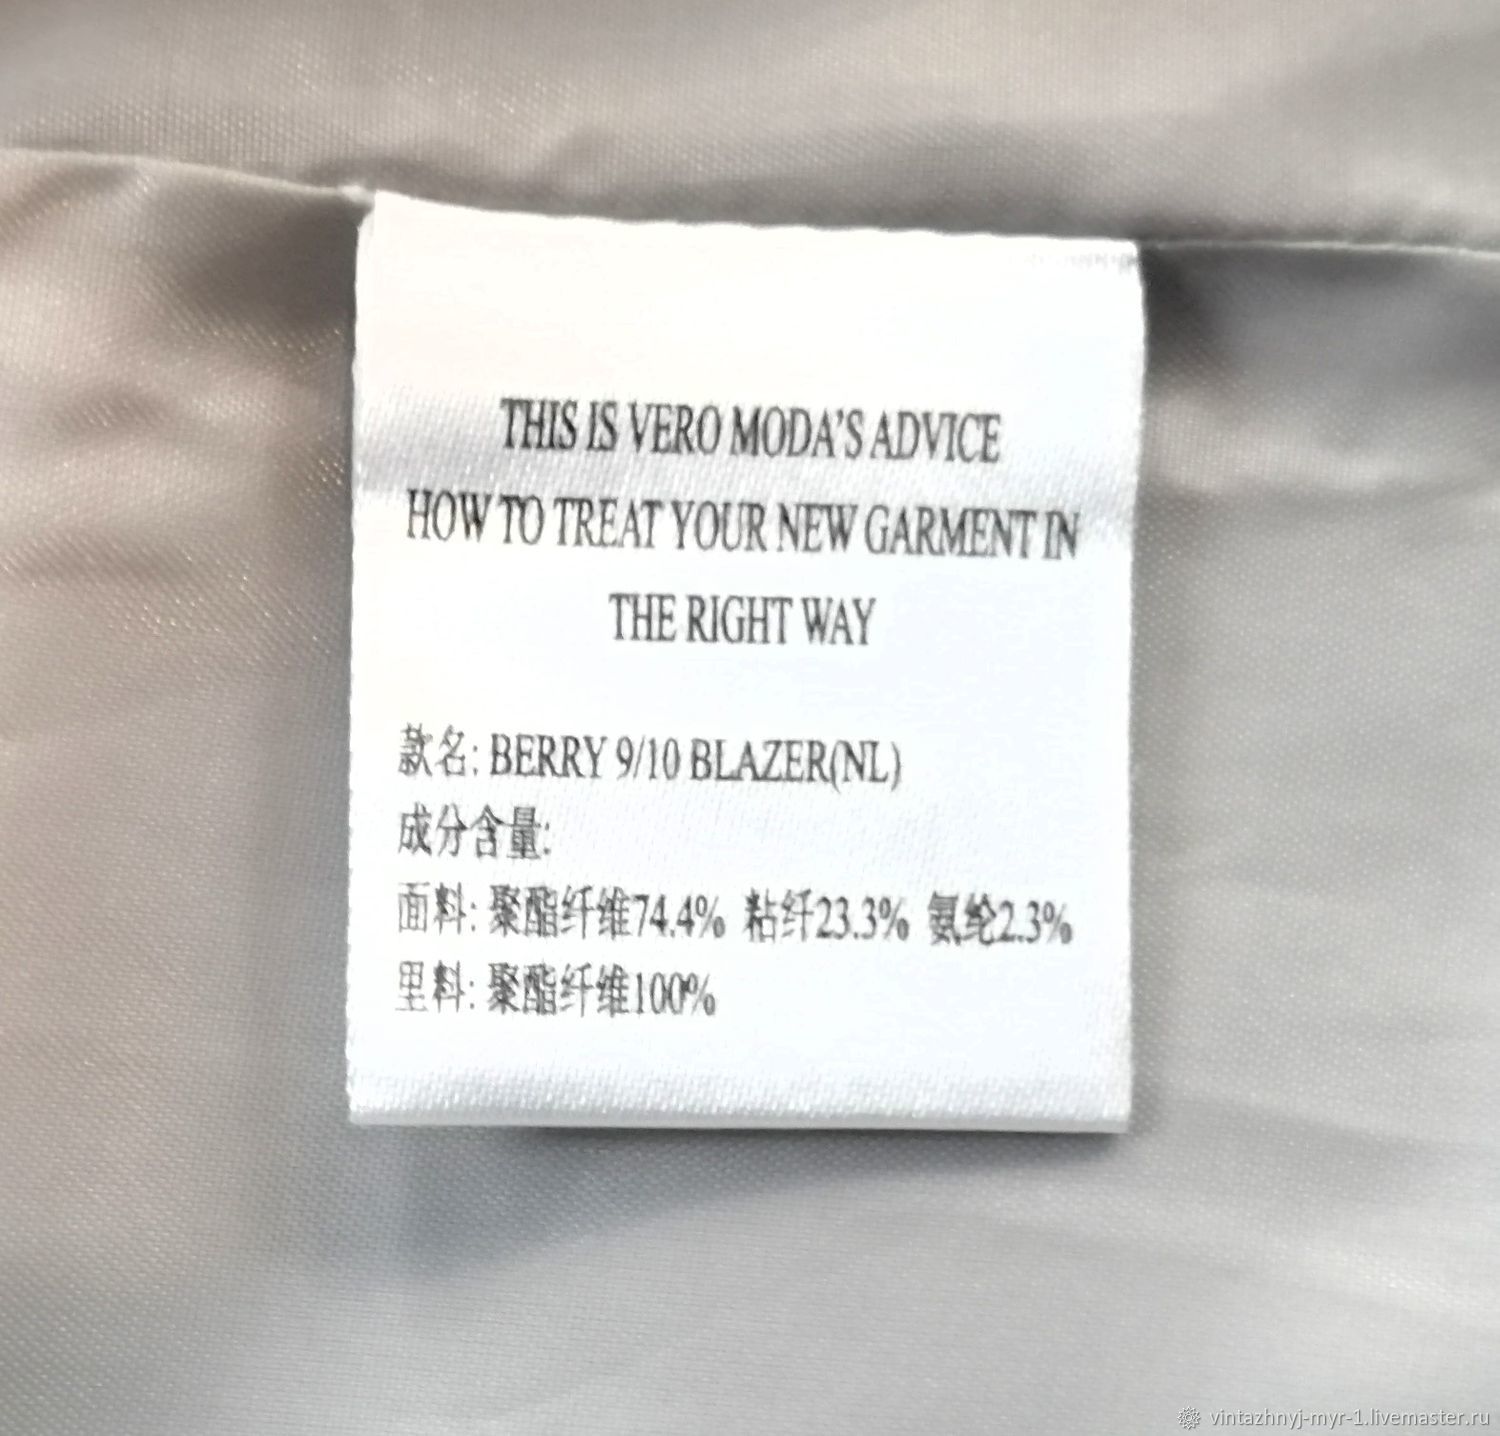 THIS IS VERO MODA'S ADVICE
HOW TO TREAT YOUR NEW GARMENT IN
THE RIGHT WAY
款名: BERRY 9/10 BLAZER(NL)
成分含量:
面料: 聚酯纤维74.4% 粘纤23.3% 氨纶2.3%
里料: 聚酯纤维100%
vintazhnyj-myr-1.livemaster.ru